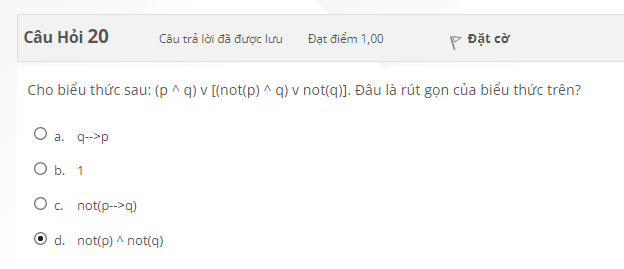 Câu Hỏi 20 Câu trả lời đã được lưu Đạt điểm 1,00 Đặt cờ
Cho biểu thức sau: (p ^ q) v [(not(p) ^ q) v not(q)]. Đâu là rút gọn của biểu thức trên?
a. q-->p
b. 1
c. not(p-->q)
d. not(p) ^ not(q)